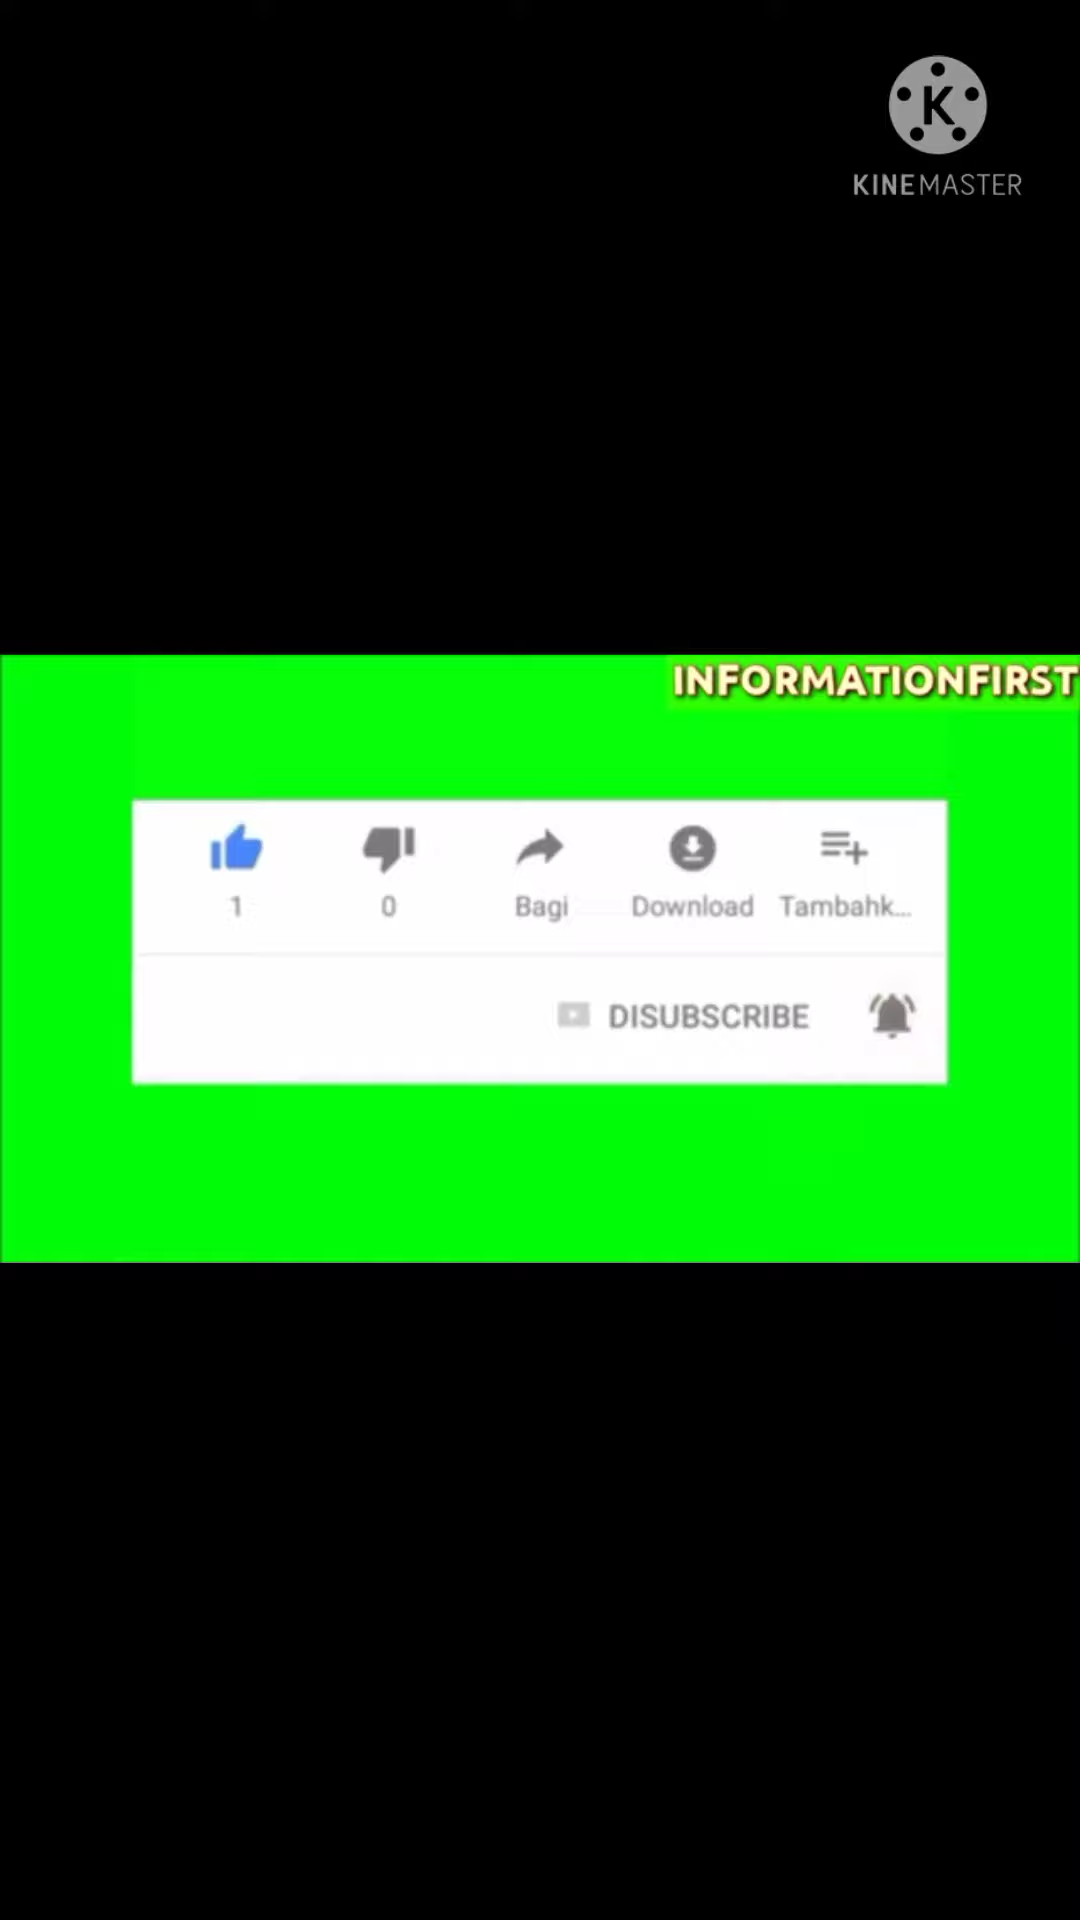 K
KINEMASTER
INFORMATIONFIRST
1 0 Bagi Download Tambahk...
DISUBSCRIBE